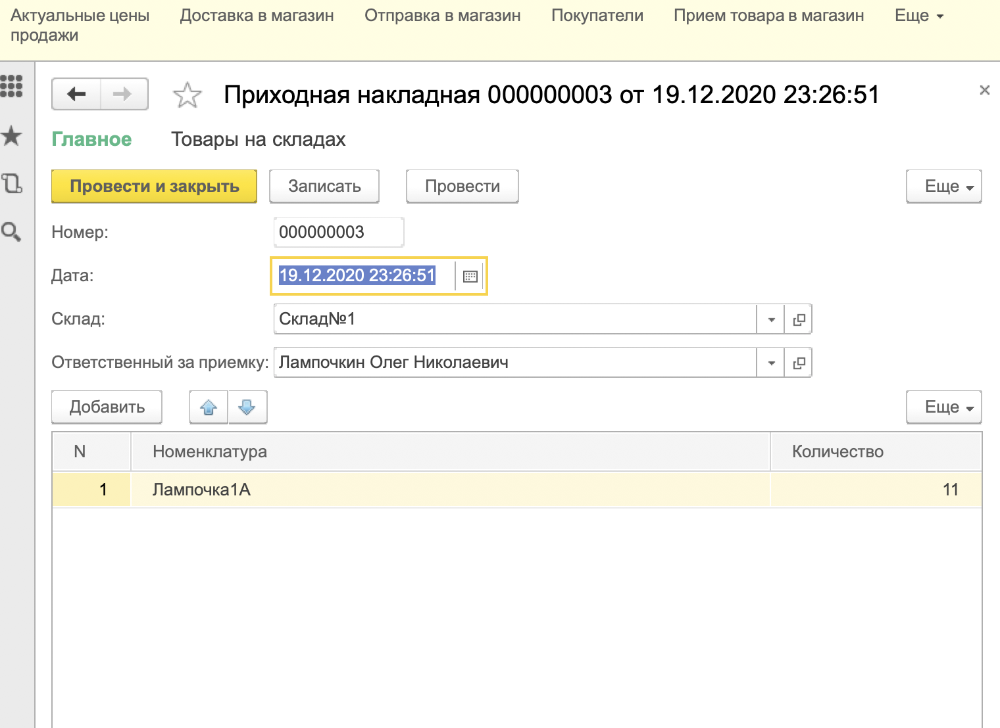 Актуальные цены продажи
Доставка в магазин
Отправка в магазин
Покупатели
Прием товара в магазин
Еще
Приходная накладная 000000003 от 19.12.2020 23:26:51
Главное
Товары на складах
Провести и закрыть
Записать
Провести
Еще
Номер:
000000003
Дата:
19.12.2020 23:26:51
Склад:
Склад№1
Ответственный за приемку:
Лампочкин Олег Николаевич
Добавить
Еще
N
Номенклатура
Количество
1
Лампочка1А
11